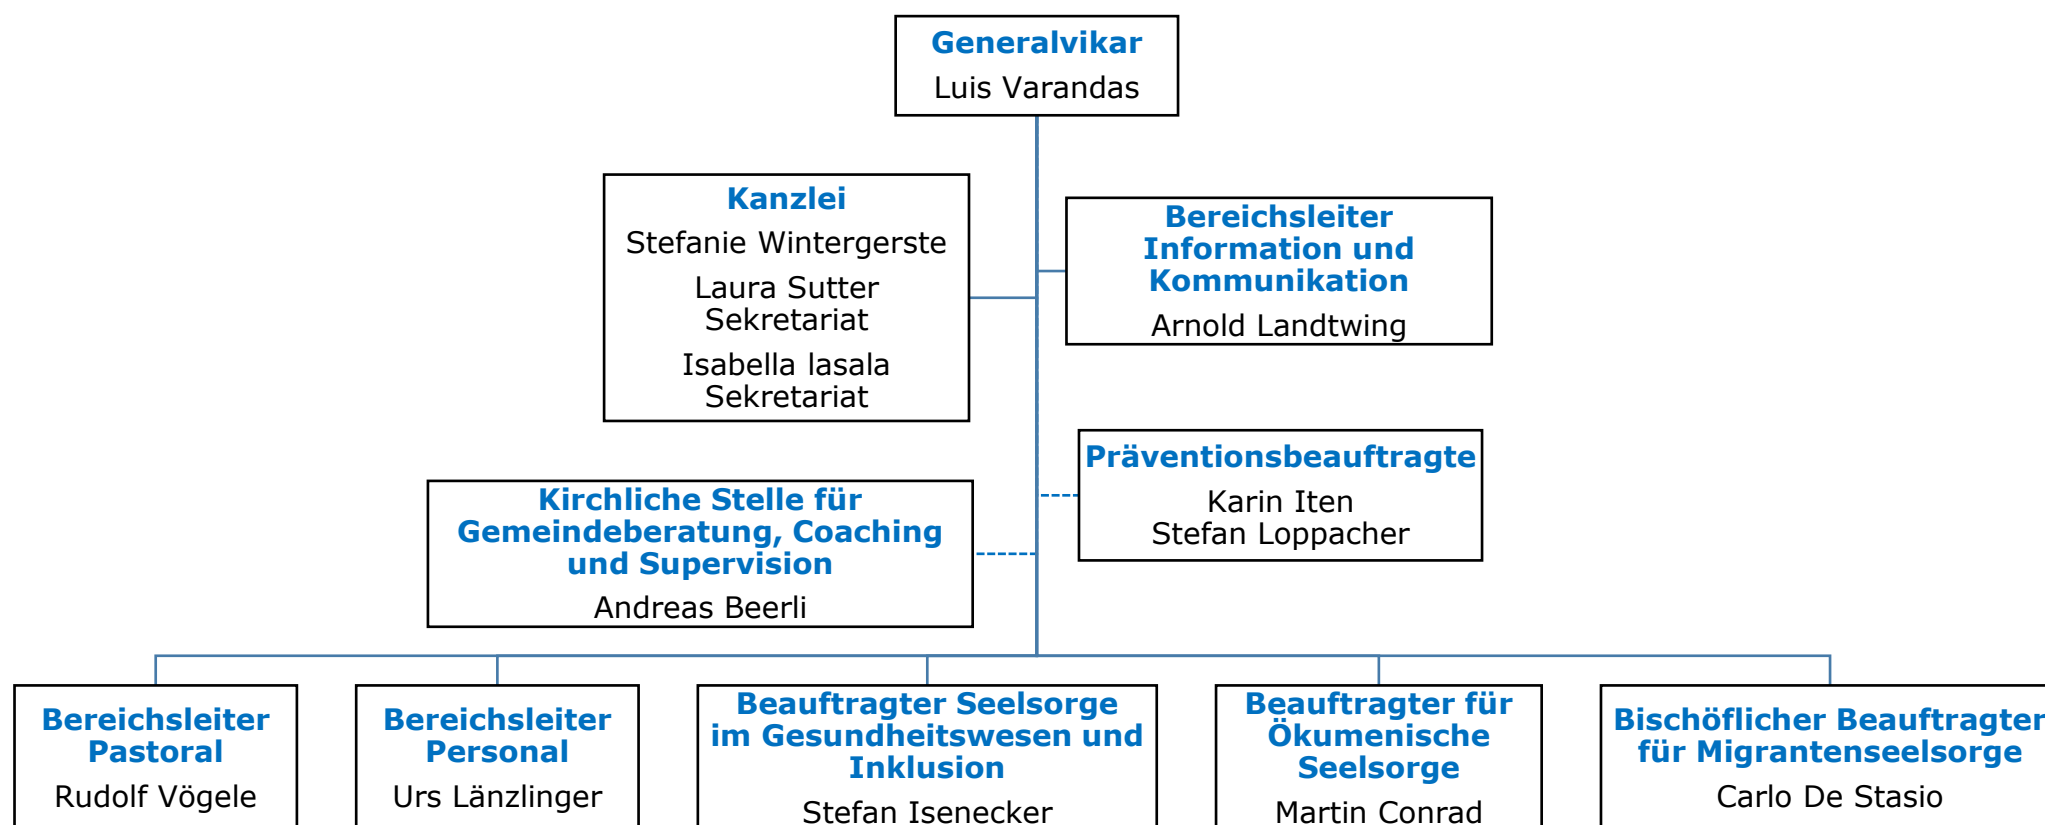 Generalvikar
Luis Varandas
Kanzlei
Stefanie Wintergerste
Laura Sutter
Sekretariat
Isabella lasala
Sekretariat
Bereichsleiter
Information und
Kommunikation
Arnold Landtwing
Präventionsbeauftragte
Karin Iten
Stefan Loppacher
Kirchliche Stelle für
Gemeindeberatung, Coaching
und Supervision
Andreas Beerli
Bereichsleiter
Pastoral
Rudolf Vögele
Bereichsleiter
Personal
Urs Länzlinger
Beauftragter Seelsorge
im Gesundheitswesen und
Inklusion
Stefan Isenecker
Beauftragter für
Ökumenische
Seelsorge
Martin Conrad
Bischöflicher Beauftragter
für Migrantenseelsorge
Carlo De Stasio